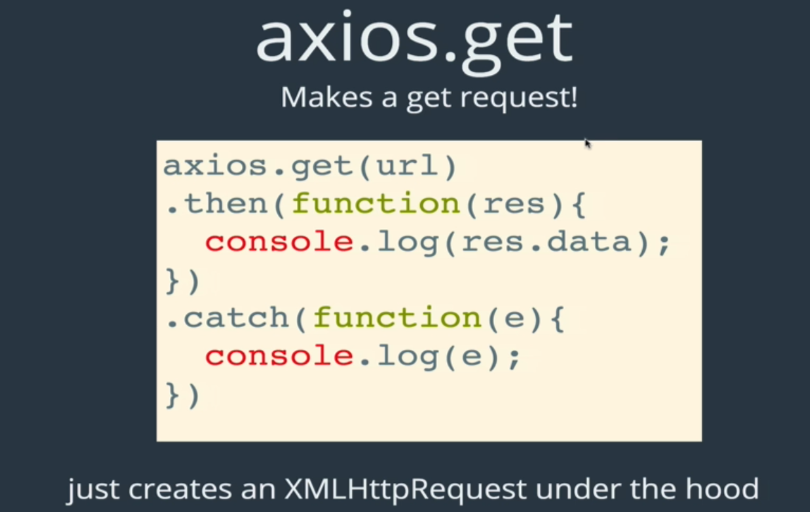 axios.get
Makes a get request!
axios.get(url)
.then(function(res){
  console.log(res.data);
})
.catch(function(e){
  console.log(e);
})
just creates an XMLHttpRequest under the hood